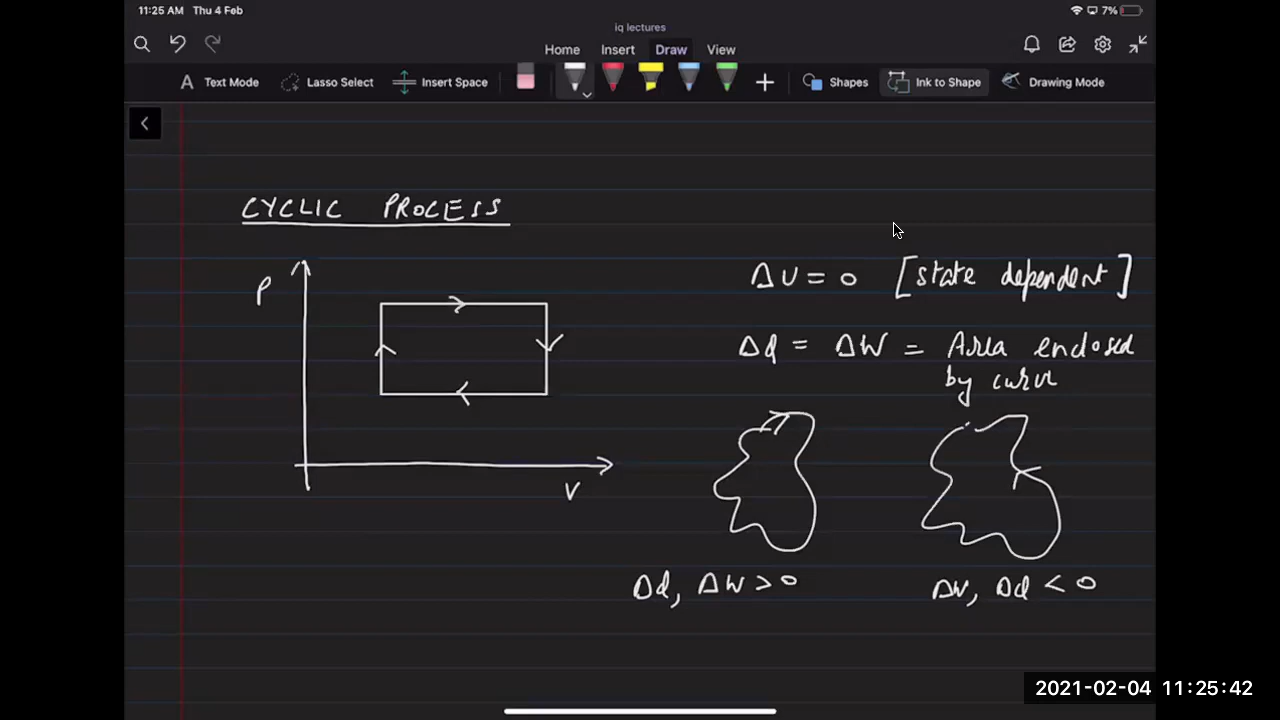 11:25 AM Thu 4 Feb
7%
iq lectures
Home Insert Draw View
Text Mode Lasso Select Insert Space Shapes Ink to Shape Drawing Mode
CYCLIC PROCESS
P
V
ΔU = 0 [state dependent]
ΔQ = ΔW = Area enclosed
by curve
ΔQ, ΔW > 0
ΔW, ΔQ < 0
2021-02-04 11:25:42